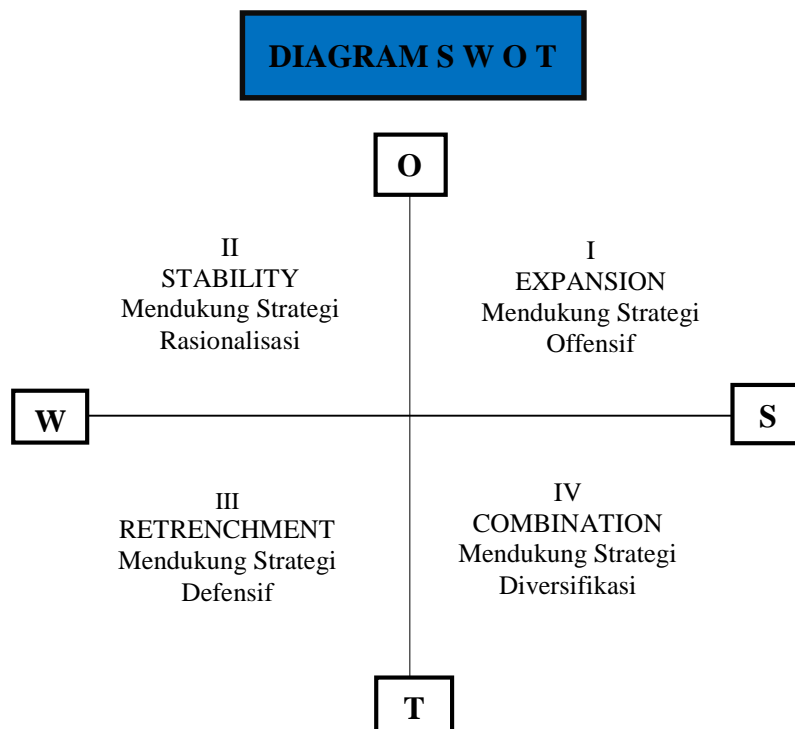 DIAGRAM S W O T
O
II
STABILITY
Mendukung Strategi
Rasionalisasi
I
EXPANSION
Mendukung Strategi
Offensif
W
S
III
RETRENCHMENT
Mendukung Strategi
Defensif
IV
COMBINATION
Mendukung Strategi
Diversifikasi
T